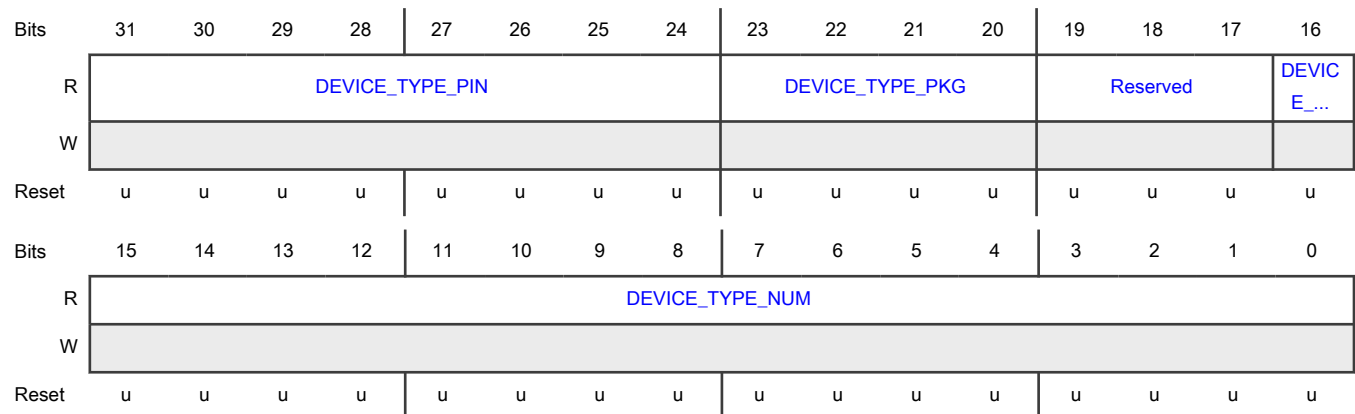 Bits 31 30 29 28 27 26 25 24 23 22 21 20 19 18 17 16
R DEVICE_TYPE_PIN DEVICE_TYPE_PKG Reserved DEVIC
E_...
W
Reset u u u u u u u u u u u u u u u u
Bits 15 14 13 12 11 10 9 8 7 6 5 4 3 2 1 0
R DEVICE_TYPE_NUM
W
Reset u u u u u u u u u u u u u u u u